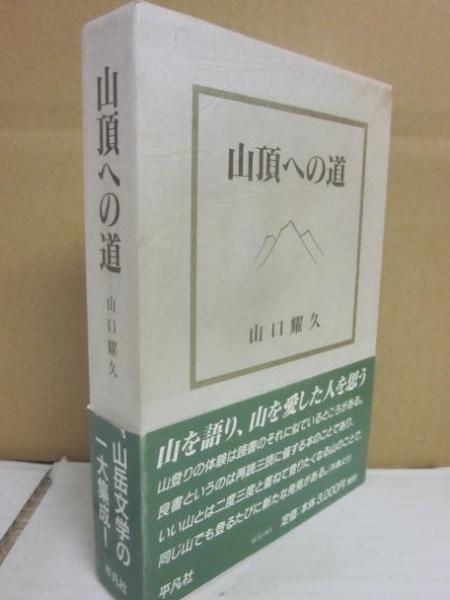 山頂への道
山口耀久
山頂への道
山口耀久
、山岳文学の
一大集成！
平凡社
山を語り、山を愛した人を思う
山登りの体験は読書のそれに似ているところがある。
良書というのは再読三読に値する本のことであり、
いい山とは二度三度と重ねて登りたくなる山のことで、
同じ山でも登るたびに新たな発見がある。
定価：本体3,000円
平凡社